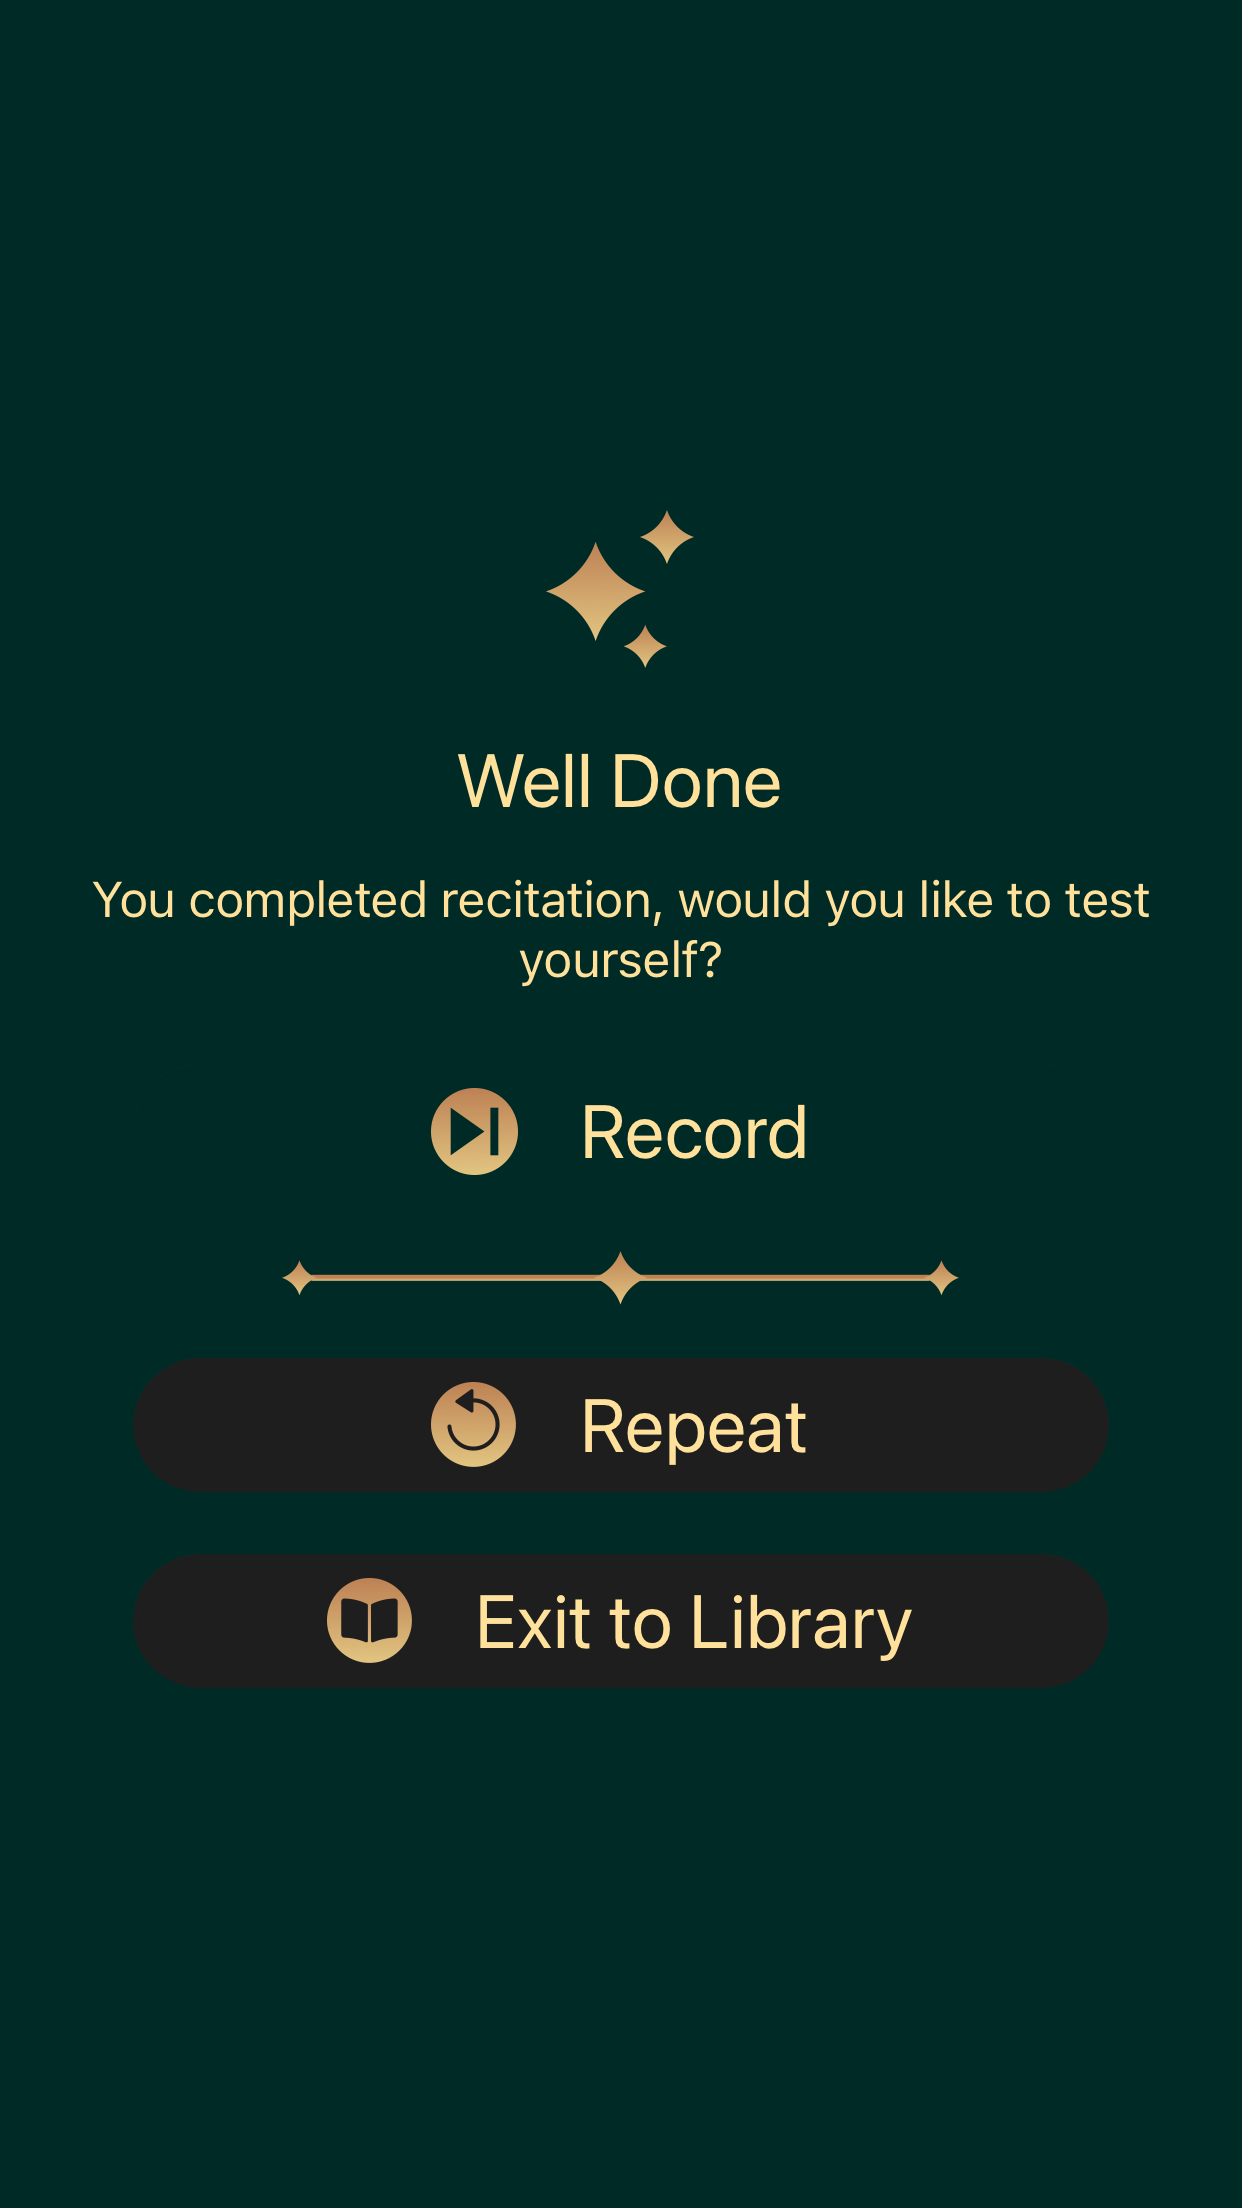 Well Done
You completed recitation, would you like to test
yourself?
Record
Repeat
Exit to Library